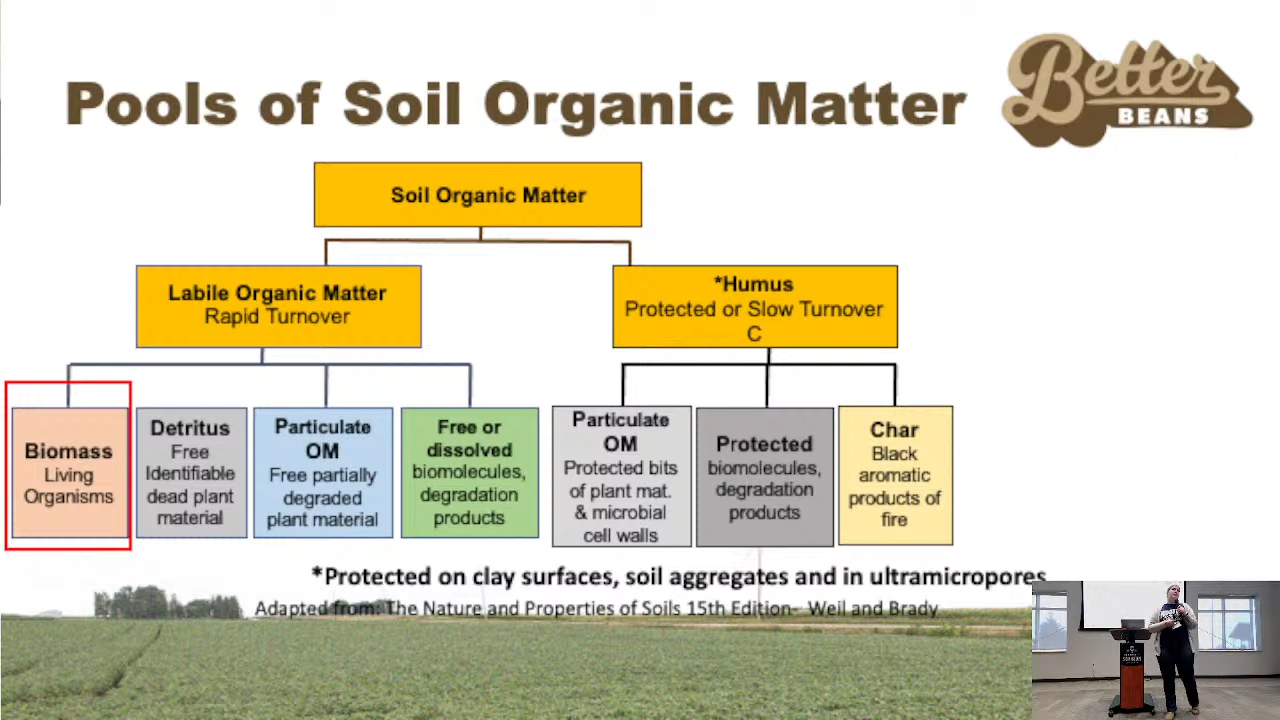 Pools of Soil Organic Matter
Better
BEANS
Soil Organic Matter
Labile Organic Matter
Rapid Turnover
*Humus
Protected or Slow Turnover
C
Biomass
Living
Organisms
Detritus
Free
Identifiable
dead plant
material
Particulate
OM
Free partially
degraded
plant material
Free or
dissolved
biomolecules,
degradation
products
Particulate
OM
Protected bits
of plant mat.
& microbial
cell walls
Protected
biomolecules,
degradation
products
Char
Black
aromatic
products of
fire
*Protected on clay surfaces, soil aggregates and in ultramicropores
Adapted from: The Nature and Properties of Soils 15th Edition- Weil and Brady